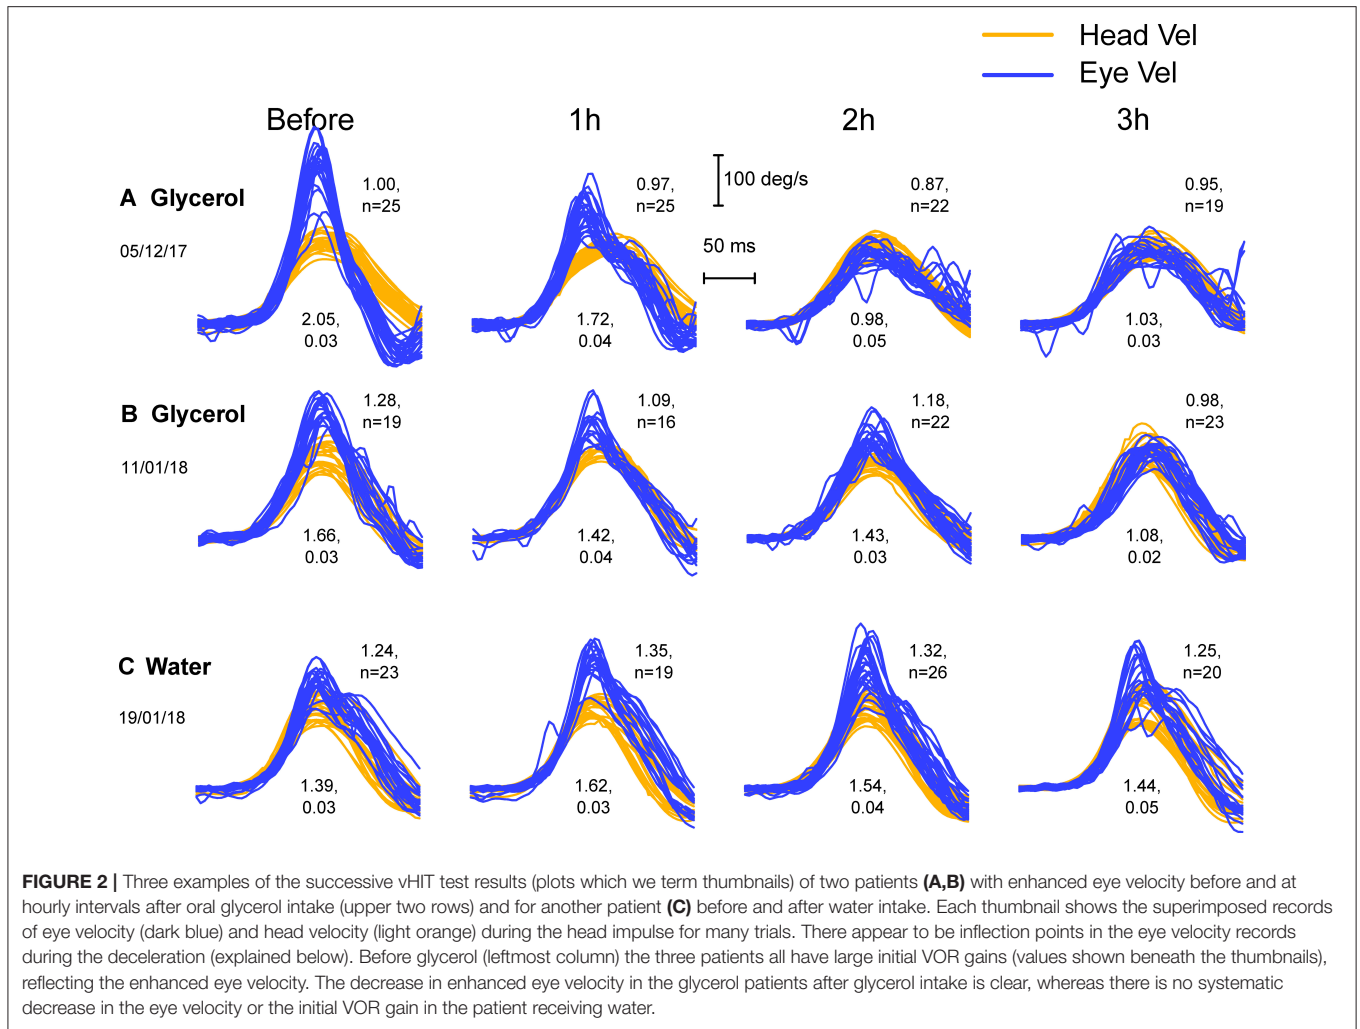 Head Vel
Eye Vel
Before 1h 2h 3h
A Glycerol
05/12/17
1.00,
n=25
2.05,
0.03
0.97,
n=25
1.72,
0.04
100 deg/s
50 ms
0.87,
n=22
0.98,
0.05
0.95,
n=19
1.03,
0.03
B Glycerol
11/01/18
1.28,
n=19
1.66,
0.03
1.09,
n=16
1.42,
0.04
1.18,
n=22
1.43,
0.03
0.98,
n=23
1.08,
0.02
C Water
19/01/18
1.24,
n=23
1.39,
0.03
1.35,
n=19
1.62,
0.03
1.32,
n=26
1.54,
0.04
1.25,
n=20
1.44,
0.05
FIGURE 2 | Three examples of the successive vHIT test results (plots which we term thumbnails) of two patients (A,B) with enhanced eye velocity before and at
hourly intervals after oral glycerol intake (upper two rows) and for another patient (C) before and after water intake. Each thumbnail shows the superimposed records
of eye velocity (dark blue) and head velocity (light orange) during the head impulse for many trials. There appear to be inflection points in the eye velocity records
during the deceleration (explained below). Before glycerol (leftmost column) the three patients all have large initial VOR gains (values shown beneath the thumbnails),
reflecting the enhanced eye velocity. The decrease in enhanced eye velocity in the glycerol patients after glycerol intake is clear, whereas there is no systematic
decrease in the eye velocity or the initial VOR gain in the patient receiving water.